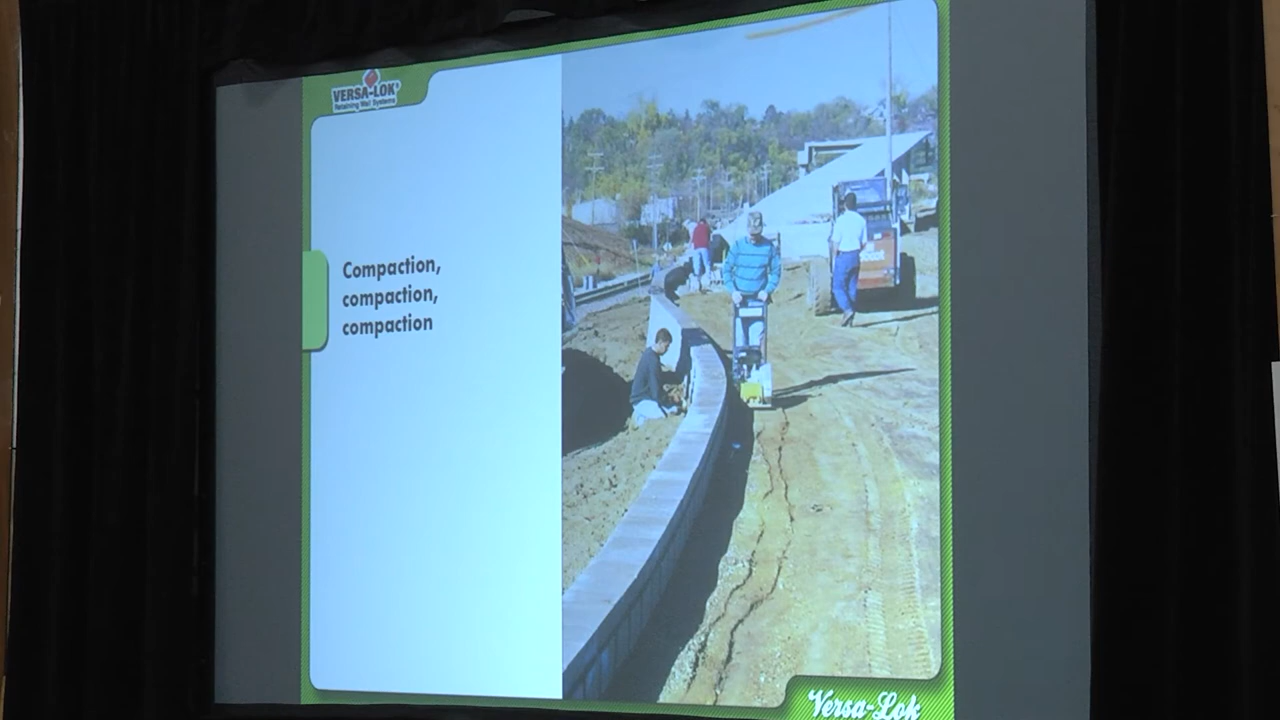 VERSA-LOK®
Retaining Wall Systems
Compaction,
compaction,
compaction
Versa-Lok